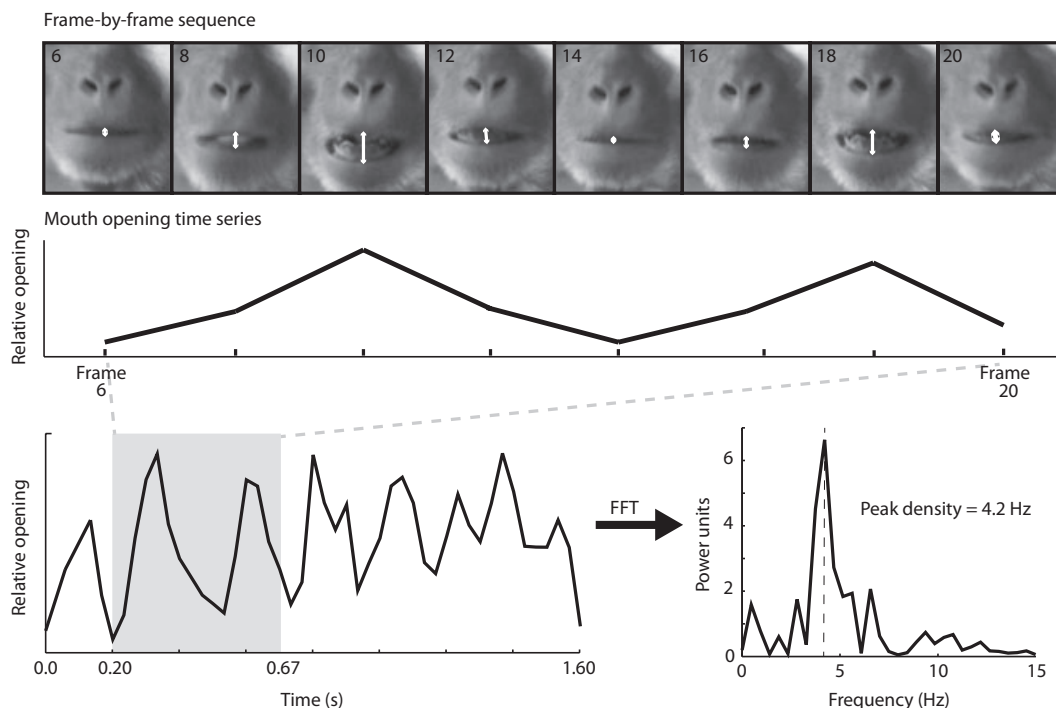 Frame-by-frame sequence
6 8 10 12 14 16 18 20
Mouth opening time series
Relative opening
Frame 6
Frame 20
Relative opening
0.0 0.20 0.67 1.60
Time (s)
FFT
Power units
6
4
2
0
Peak density = 4.2 Hz
0 5 10 15
Frequency (Hz)